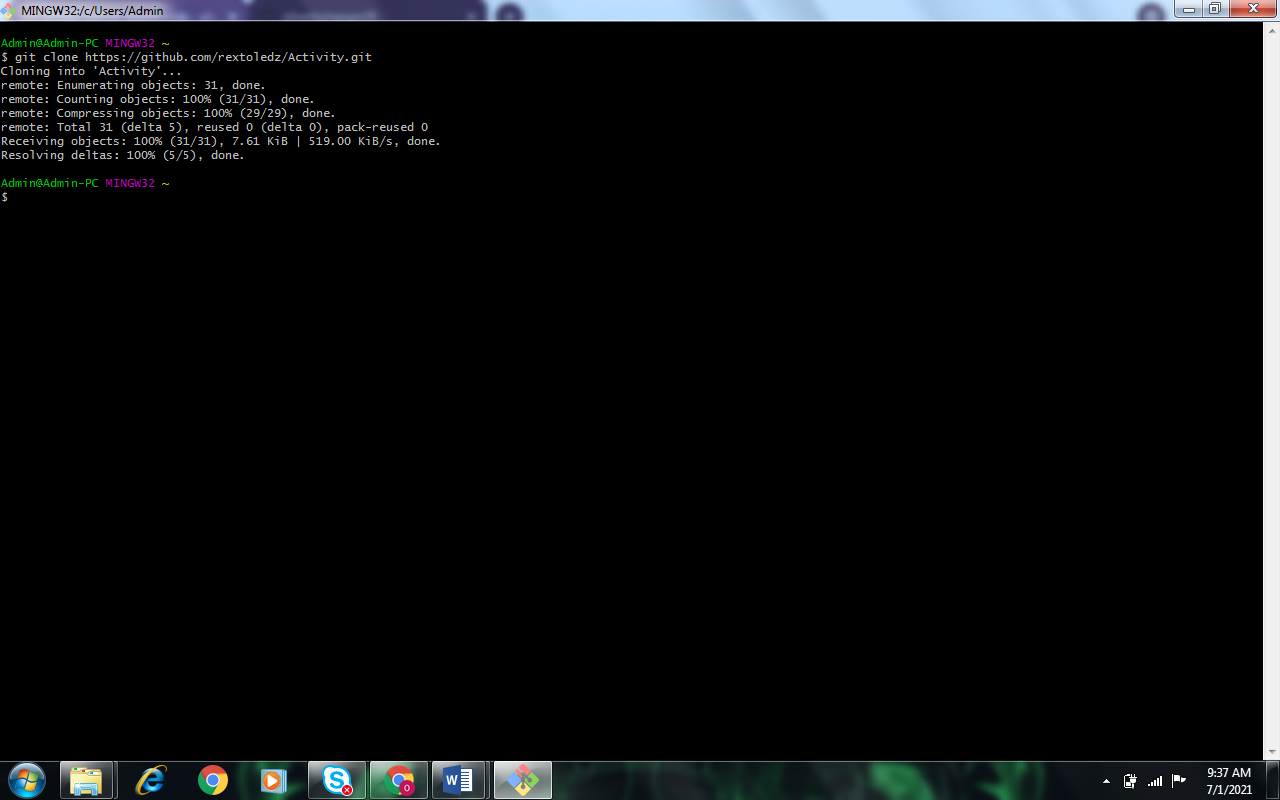 MINGW32:/c/Users/Admin
Admin@Admin-PC MINGW32 ~
$ git clone https://github.com/rextoledz/Activity.git
Cloning into 'Activity'...
remote: Enumerating objects: 31, done.
remote: Counting objects: 100% (31/31), done.
remote: Compressing objects: 100% (29/29), done.
remote: Total 31 (delta 5), reused 0 (delta 0), pack-reused 0
Receiving objects: 100% (31/31), 7.61 KiB | 519.00 KiB/s, done.
Resolving deltas: 100% (5/5), done.
Admin@Admin-PC MINGW32 ~
$
9:37 AM
7/1/2021